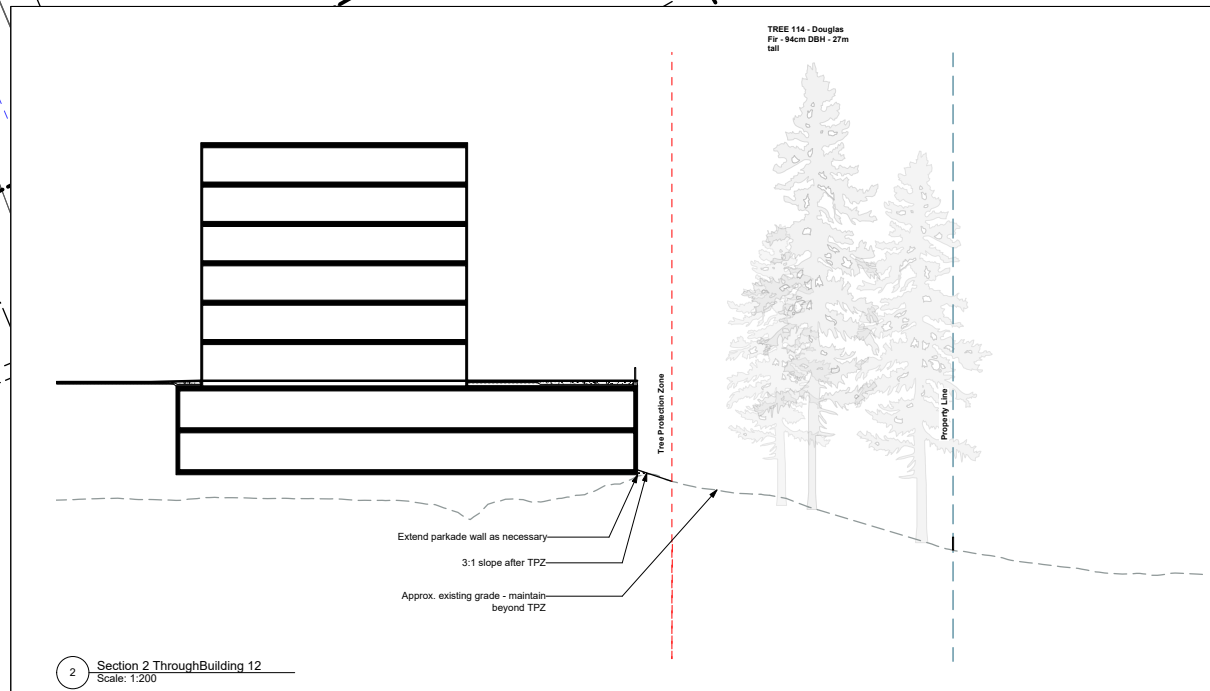 TREE 114 - Douglas
Fir - 94cm DBH - 27m
tall
Tree Protection Zone
Property Line
Extend parkade wall as necessary
3:1 slope after TPZ
Approx. existing grade - maintain
beyond TPZ
2
Section 2 ThroughBuilding 12
Scale: 1:200